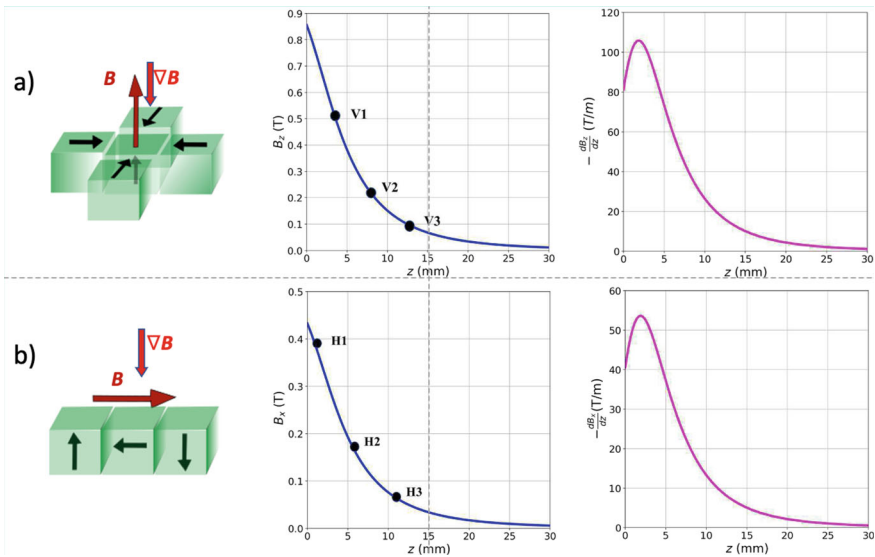 a)
B
∇B
0.9
0.8
0.7
0.6
0.5
0.4
0.3
0.2
0.1
0.0
B_z (T)
V1
V2
V3
0 5 10 15 20 25 30
z (mm)
120
100
80
60
40
20
0
− dB_z/dz (T/m)
0 5 10 15 20 25 30
z (mm)
b)
∇B
B
0.5
0.4
0.3
0.2
0.1
0.0
B_x (T)
H1
H2
H3
0 5 10 15 20 25 30
z (mm)
60
50
40
30
20
10
0
− dB_x/dz (T/m)
0 5 10 15 20 25 30
z (mm)